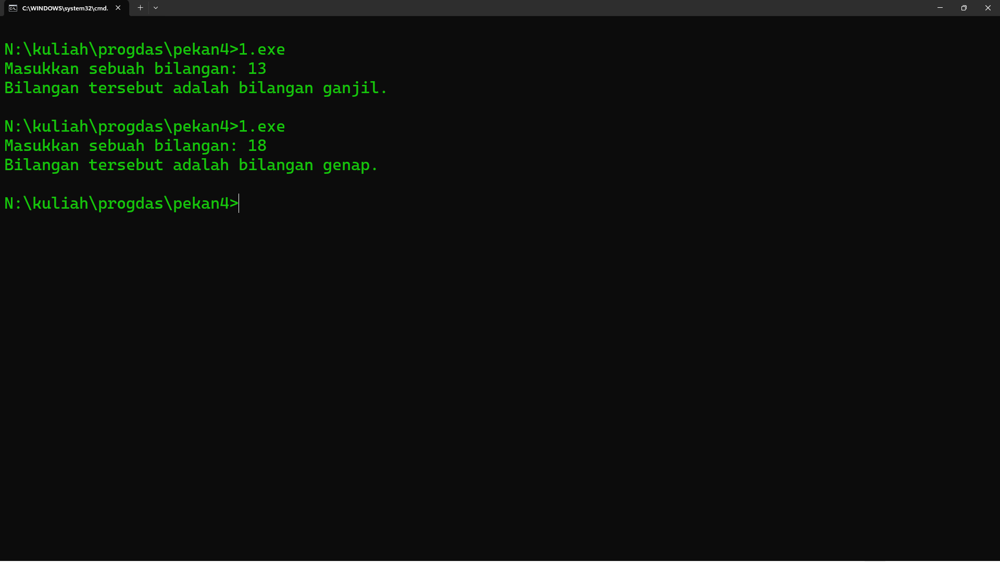 C:\WINDOWS\system32\cmd.
N:\kuliah\progdas\pekan4>1.exe
Masukkan sebuah bilangan: 13
Bilangan tersebut adalah bilangan ganjil.
N:\kuliah\progdas\pekan4>1.exe
Masukkan sebuah bilangan: 18
Bilangan tersebut adalah bilangan genap.
N:\kuliah\progdas\pekan4>